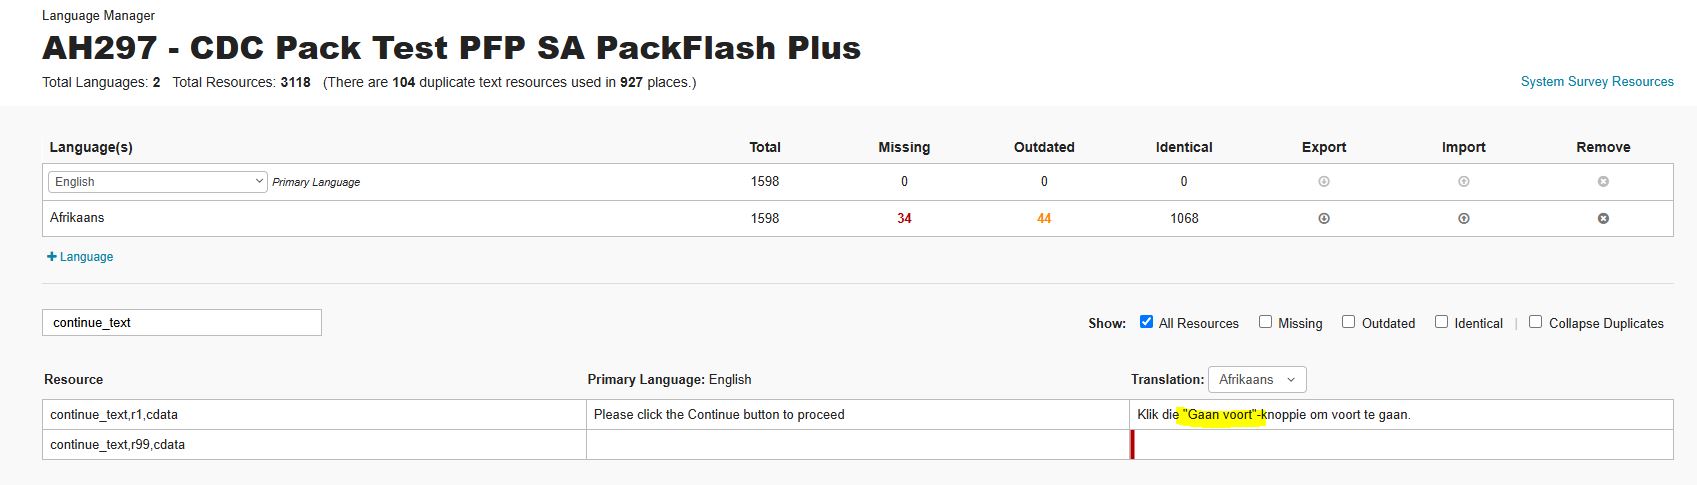 Language Manager
AH297 - CDC Pack Test PFP SA PackFlash Plus
Total Languages: 2 Total Resources: 3118 (There are 104 duplicate text resources used in 927 places.)
System Survey Resources
Language(s) Total Missing Outdated Identical Export Import Remove
English Primary Language 1598 0 0 0
Afrikaans 1598 34 44 1068
+ Language
continue_text
Show: All Resources Missing Outdated Identical | Collapse Duplicates
Resource Primary Language: English Translation: Afrikaans
continue_text,r1,cdata Please click the Continue button to proceed Klik die "Gaan voort"-knoppie om voort te gaan.
continue_text,r99,cdata